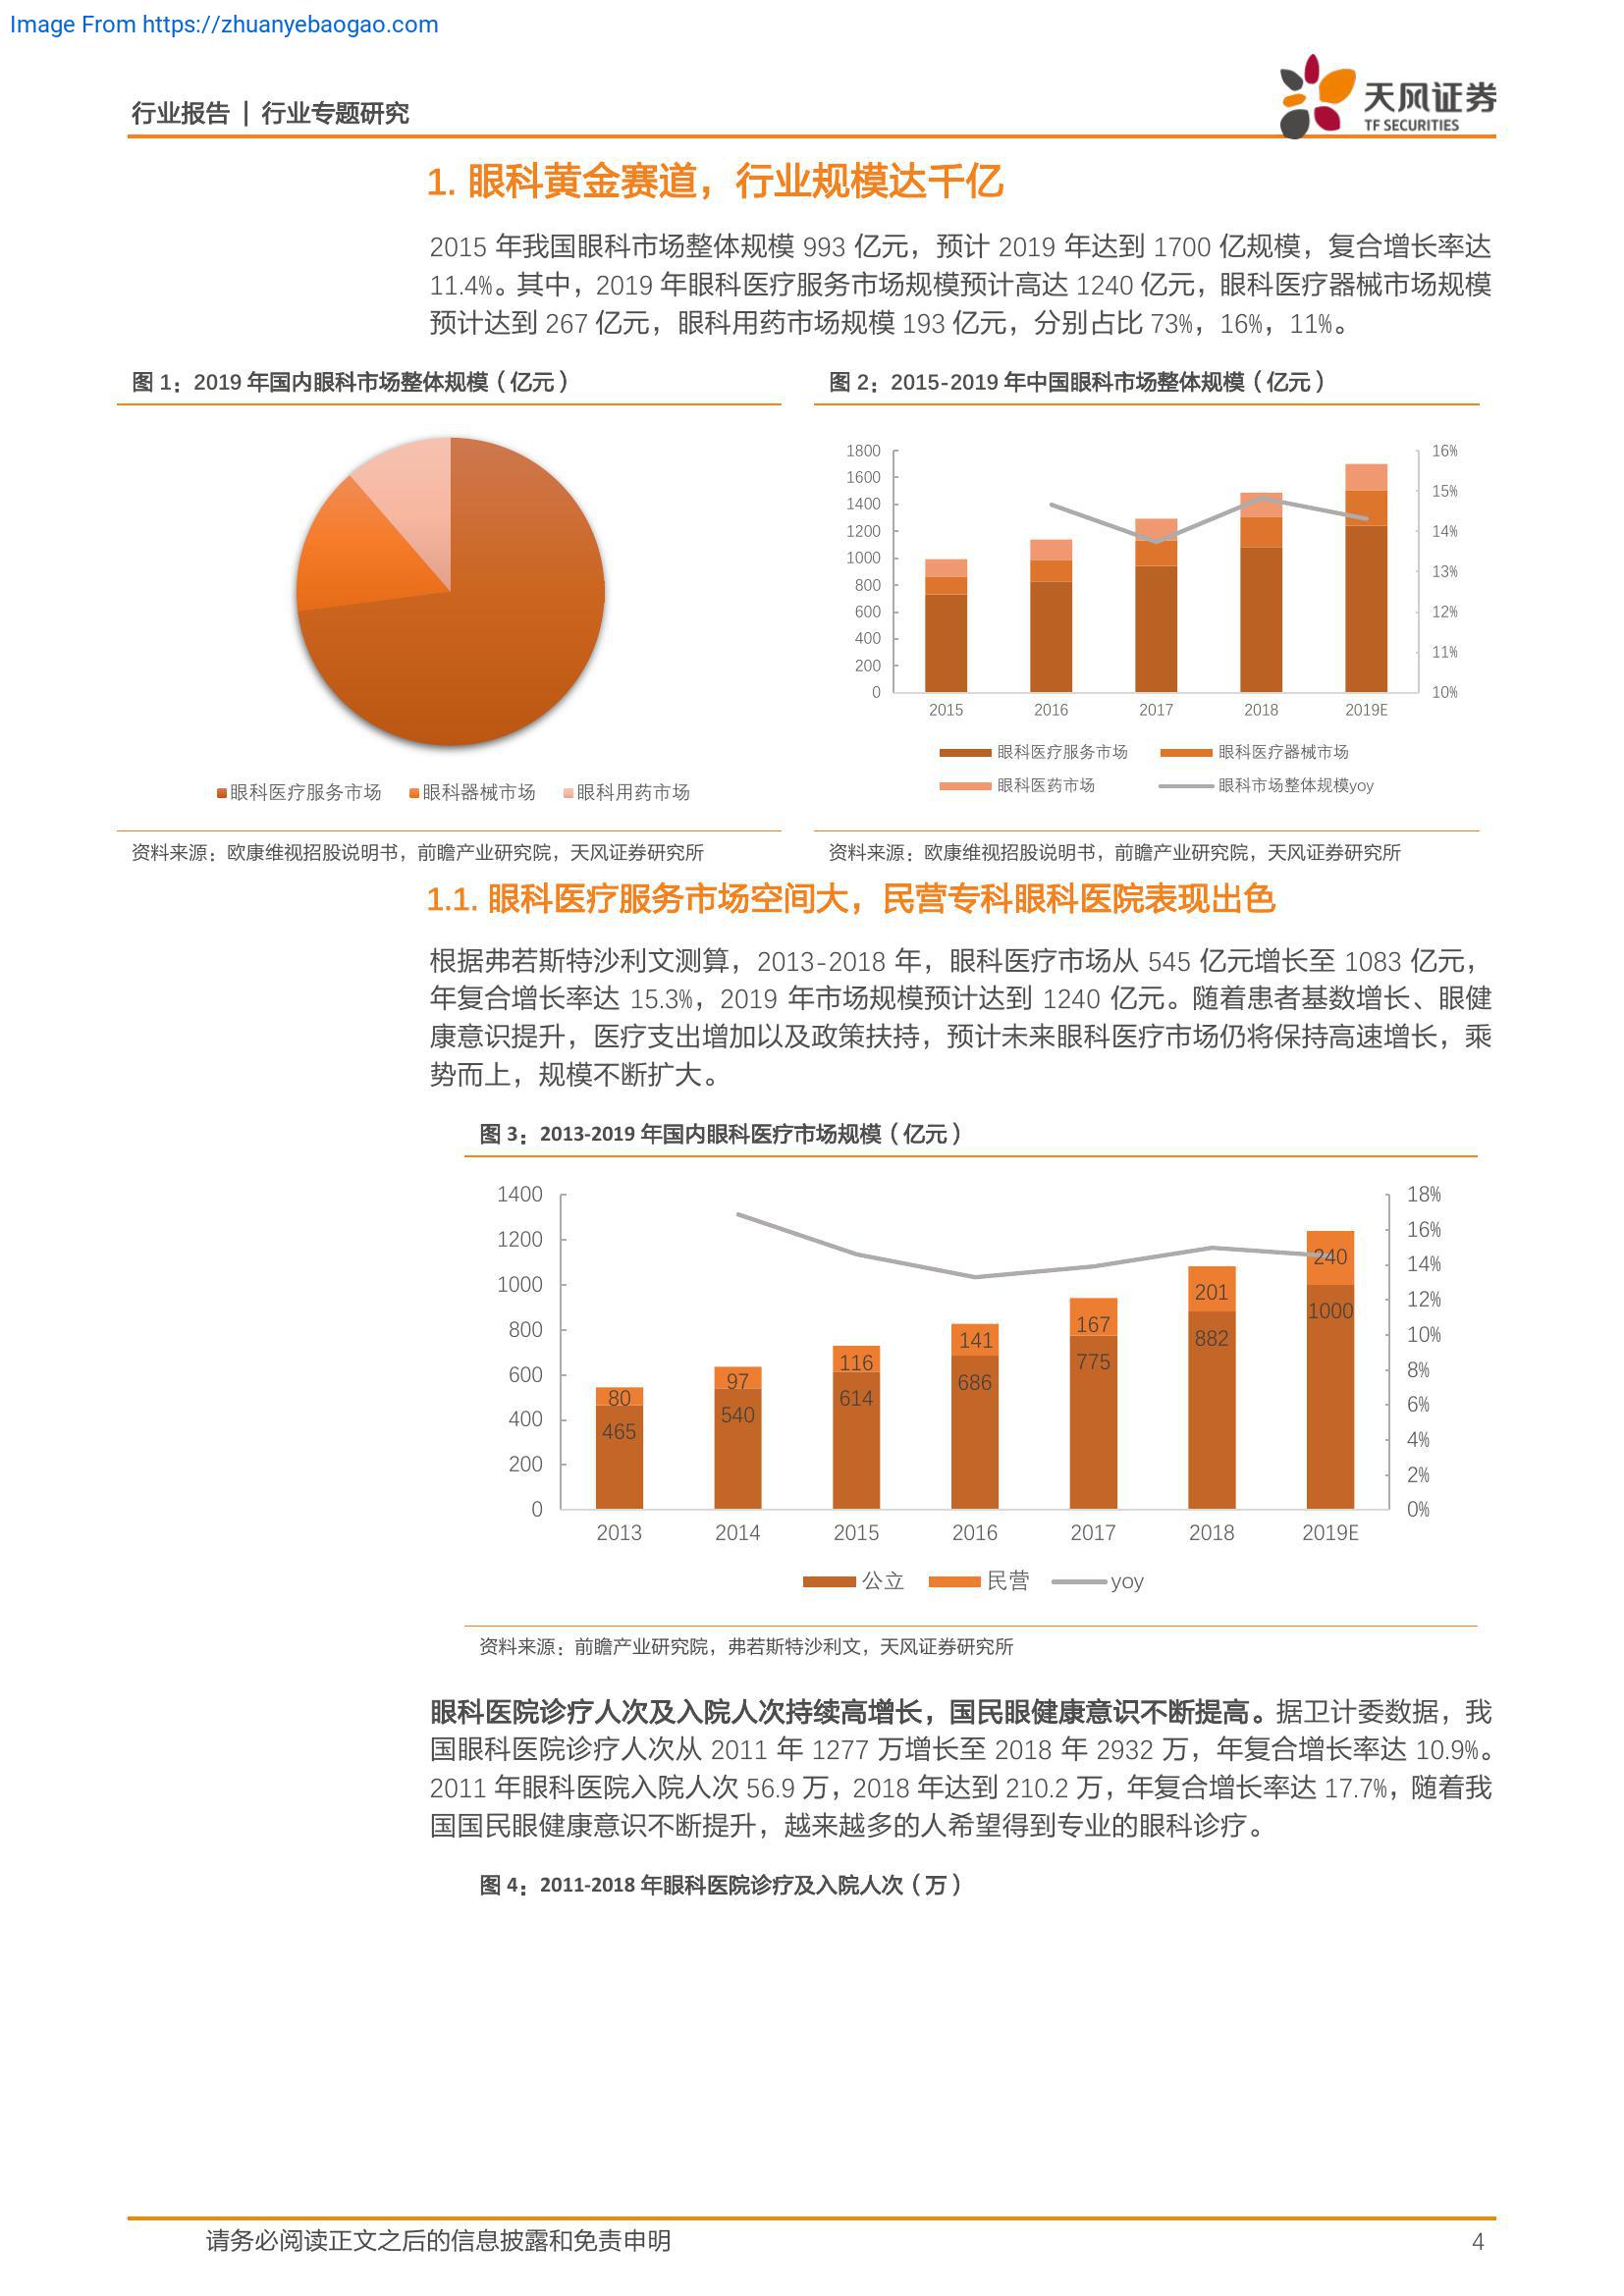 Image From https://zhuanyebaogao.com
行业报告 | 行业专题研究
天风证券
TF SECURITIES
1. 眼科黄金赛道，行业规模达千亿
2015 年我国眼科市场整体规模 993 亿元，预计 2019 年达到 1700 亿规模，复合增长率达
11.4%。其中，2019 年眼科医疗服务市场规模预计高达 1240 亿元，眼科医疗器械市场规模
预计达到 267 亿元，眼科用药市场规模 193 亿元，分别占比 73%，16%，11%。
图 1：2019 年国内眼科市场整体规模（亿元）
眼科医疗服务市场 眼科器械市场 眼科用药市场
资料来源：欧康维视招股说明书，前瞻产业研究院，天风证券研究所
图 2：2015-2019 年中国眼科市场整体规模（亿元）
1800
1600
1400
1200
1000
800
600
400
200
0
16%
15%
14%
13%
12%
11%
10%
2015 2016 2017 2018 2019E
眼科医疗服务市场 眼科医疗器械市场
眼科医药市场 眼科市场整体规模yoy
资料来源：欧康维视招股说明书，前瞻产业研究院，天风证券研究所
1.1. 眼科医疗服务市场空间大，民营专科眼科医院表现出色
根据弗若斯特沙利文测算，2013-2018 年，眼科医疗市场从 545 亿元增长至 1083 亿元，
年复合增长率达 15.3%，2019 年市场规模预计达到 1240 亿元。随着患者基数增长、眼健
康意识提升，医疗支出增加以及政策扶持，预计未来眼科医疗市场仍将保持高速增长，乘
势而上，规模不断扩大。
图 3：2013-2019 年国内眼科医疗市场规模（亿元）
1400
1200
1000
800
600
400
200
0
18%
16%
14%
12%
10%
8%
6%
4%
2%
0%
80 97 116 141 167 201 240
465 540 614 686 775 882 1000
2013 2014 2015 2016 2017 2018 2019E
公立 民营 yoy
资料来源：前瞻产业研究院，弗若斯特沙利文，天风证券研究所
眼科医院诊疗人次及入院人次持续高增长，国民眼健康意识不断提高。据卫计委数据，我
国眼科医院诊疗人次从 2011 年 1277 万增长至 2018 年 2932 万，年复合增长率达 10.9%。
2011 年眼科医院入院人次 56.9 万，2018 年达到 210.2 万，年复合增长率达 17.7%，随着我
国国民眼健康意识不断提升，越来越多的人希望得到专业的眼科诊疗。
图 4：2011-2018 年眼科医院诊疗及入院人次（万）
请务必阅读正文之后的信息披露和免责申明
4